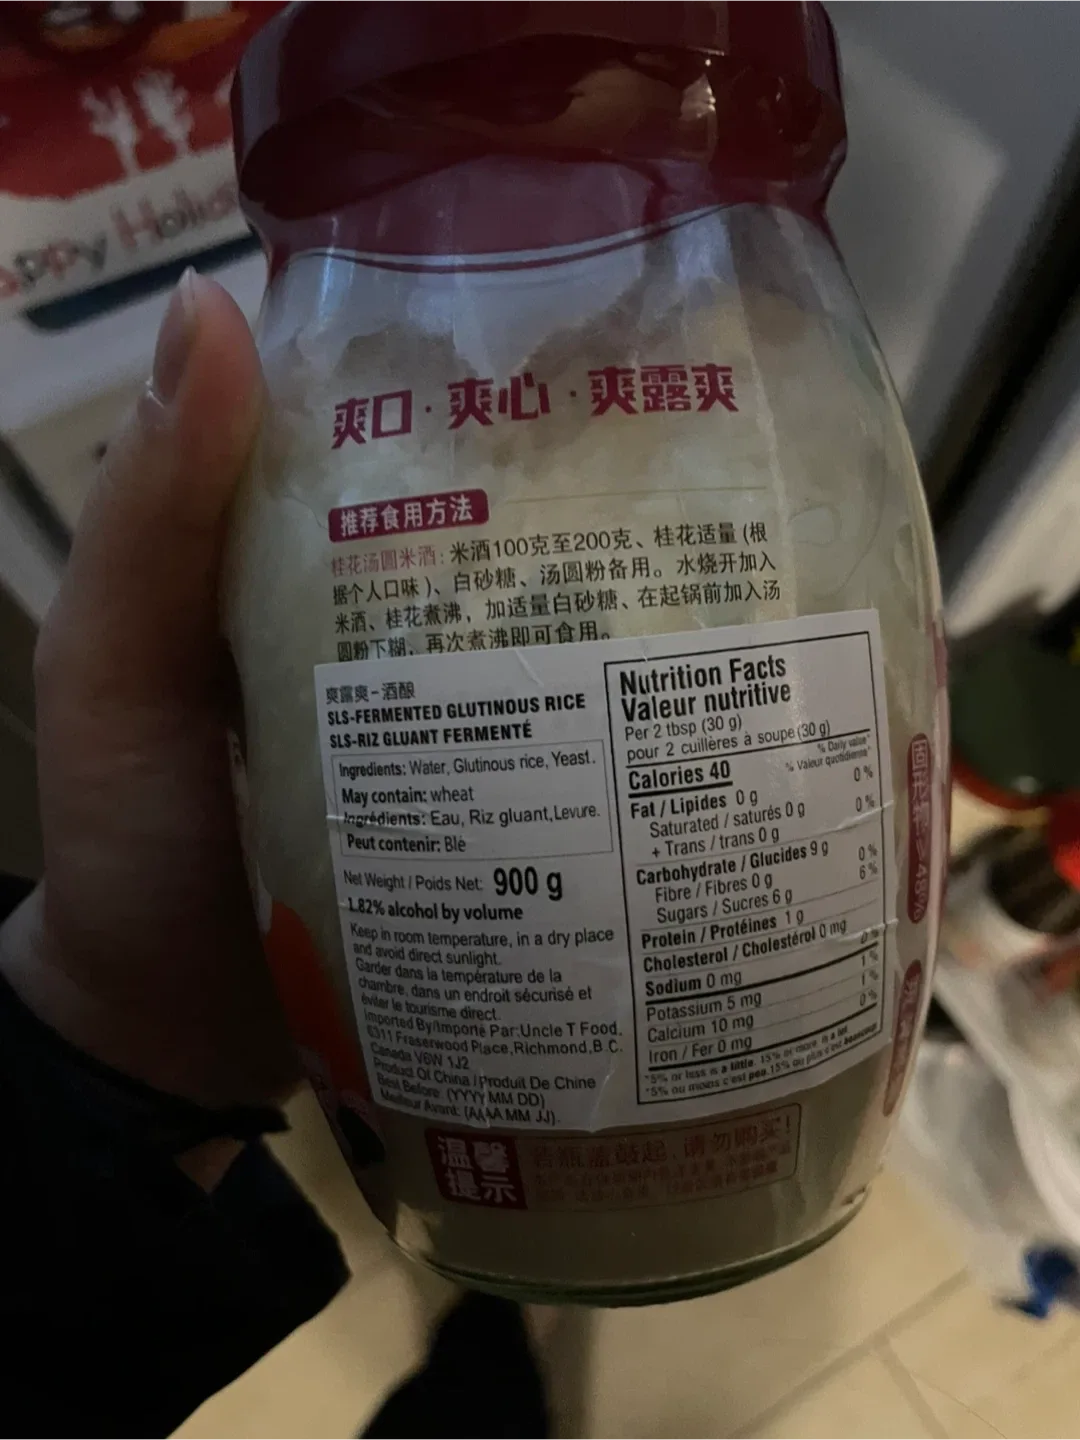 appy Holid
爽口·爽心·爽露爽
推荐食用方法
桂花汤圆米酒: 米酒100克至200克、桂花适量 (根
据个人口味)、白砂糖、汤圆粉备用。水烧开加入
米酒、桂花煮沸, 加适量白砂糖、在起锅前加入汤
圆粉下糊、再次煮沸即可食用。
爽露爽-酒酿
SLS-FERMENTED GLUTINOUS RICE
SLS-RIZ GLUANT FERMENTÉ
Ingredients: Water, Glutinous rice, Yeast.
May contain: wheat
Ingrédients: Eau, Riz gluant,Levure.
Peut contenir: Blé
Net Weight / Poids Net: 900 g
1.82% alcohol by volume
Keep in room temperature, in a dry place
and avoid direct sunlight.
Garder dans la température de la
chambre, dans un endroit sécurisé et
éviter le tourisme direct.
Imported By/Importé Par:Uncle T Food.
6311 Fraserwood Place,Richmond,B.C.
Canada V6W 1J2
Product Of China / Produit De Chine
Best Before: (YYYY MM DD)
Meilleur Avant: (AAAA MM JJ).
Nutrition Facts
Valeur nutritive
Per 2 tbsp (30 g)
pour 2 cuillères à soupe (30 g)
% Daily value*
% Valeur quotidienne*
Calories 40
Fat / Lipides 0 g 0 %
Saturated / saturés 0 g 0 %
+ Trans / trans 0 g
Carbohydrate / Glucides 9 g
Fibre / Fibres 0 g 0 %
Sugars / Sucres 6 g 6 %
Protein / Protéines 1 g
Cholesterol / Cholestérol 0 mg
Sodium 0 mg 0 %
Potassium 5 mg 1 %
Calcium 10 mg 1 %
Iron / Fer 0 mg 0 %
*5% or less is a little, 15% or more is a lot
*5% ou moins c'est peu, 15% ou plus c'est beaucoup
温馨
提示
若瓶盖鼓起, 请勿购买!